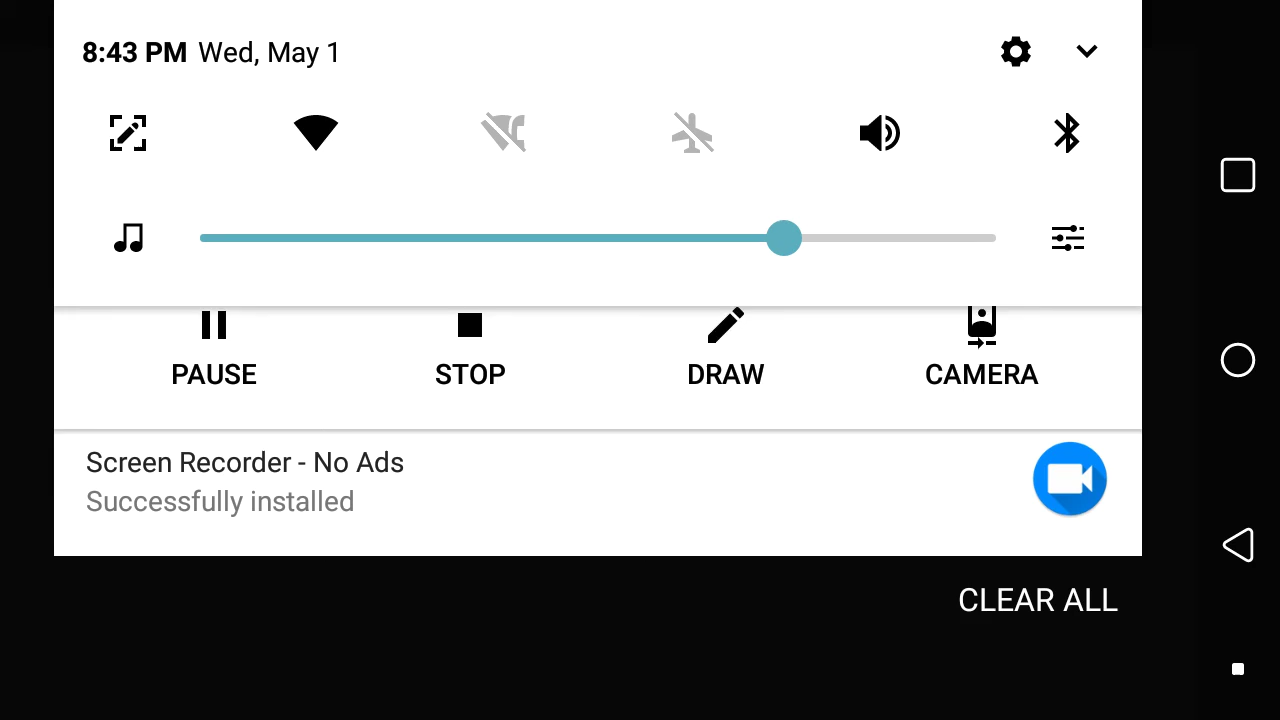 8:43 PM Wed, May 1
PAUSE STOP DRAW CAMERA
Screen Recorder - No Ads
Successfully installed
CLEAR ALL